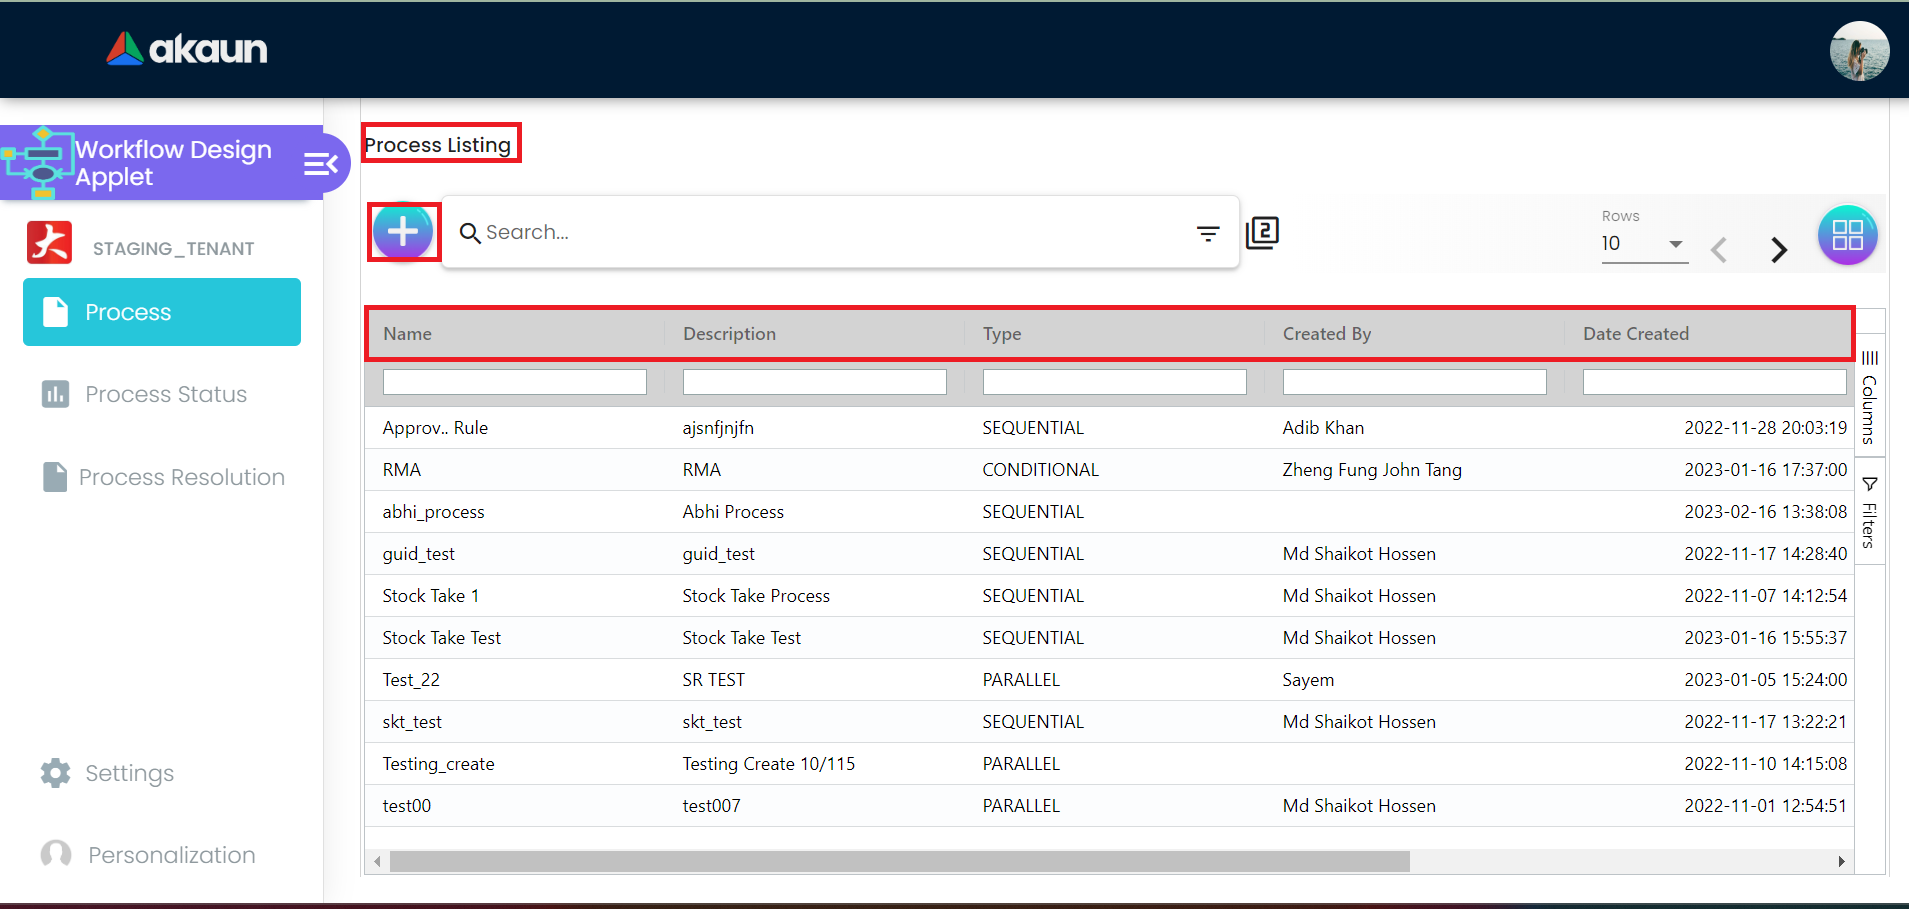 akaun
Workflow Design
Applet
STAGING_TENANT
Process
Process Status
Process Resolution
Settings
Personalization
Process Listing
Search...
2
Rows
10
Name Description Type Created By Date Created
Approv.. Rule ajsnfjnjfn SEQUENTIAL Adib Khan 2022-11-28 20:03:19
RMA RMA CONDITIONAL Zheng Fung John Tang 2023-01-16 17:37:00
abhi_process Abhi Process SEQUENTIAL 2023-02-16 13:38:08
guid_test guid_test SEQUENTIAL Md Shaikot Hossen 2022-11-17 14:28:40
Stock Take 1 Stock Take Process SEQUENTIAL Md Shaikot Hossen 2022-11-07 14:12:54
Stock Take Test Stock Take Test SEQUENTIAL Md Shaikot Hossen 2023-01-16 15:55:37
Test_22 SR TEST PARALLEL Sayem 2023-01-05 15:24:00
skt_test skt_test SEQUENTIAL Md Shaikot Hossen 2022-11-17 13:22:21
Testing_create Testing Create 10/115 PARALLEL 2022-11-10 14:15:08
test00 test007 PARALLEL Md Shaikot Hossen 2022-11-01 12:54:51
Columns
Filters